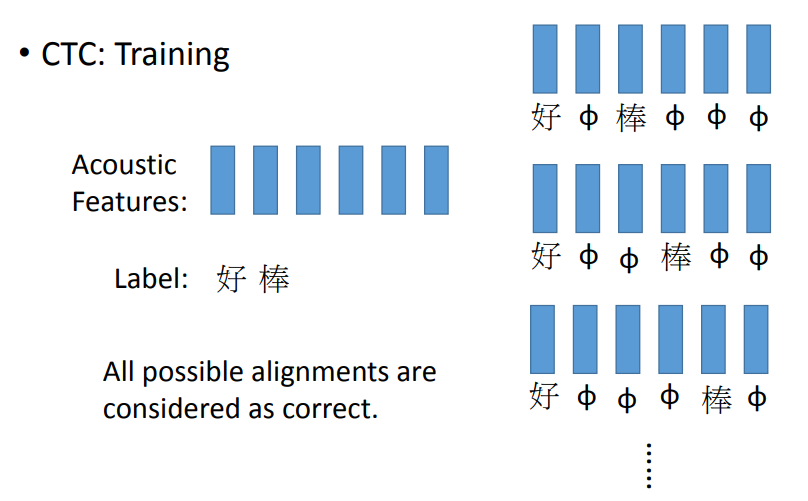 • CTC: Training
Acoustic
Features:
Label: 好 棒
All possible alignments are
considered as correct.
好 ϕ 棒 ϕ ϕ ϕ
好 ϕ ϕ 棒 ϕ ϕ
好 ϕ ϕ ϕ 棒 ϕ
......